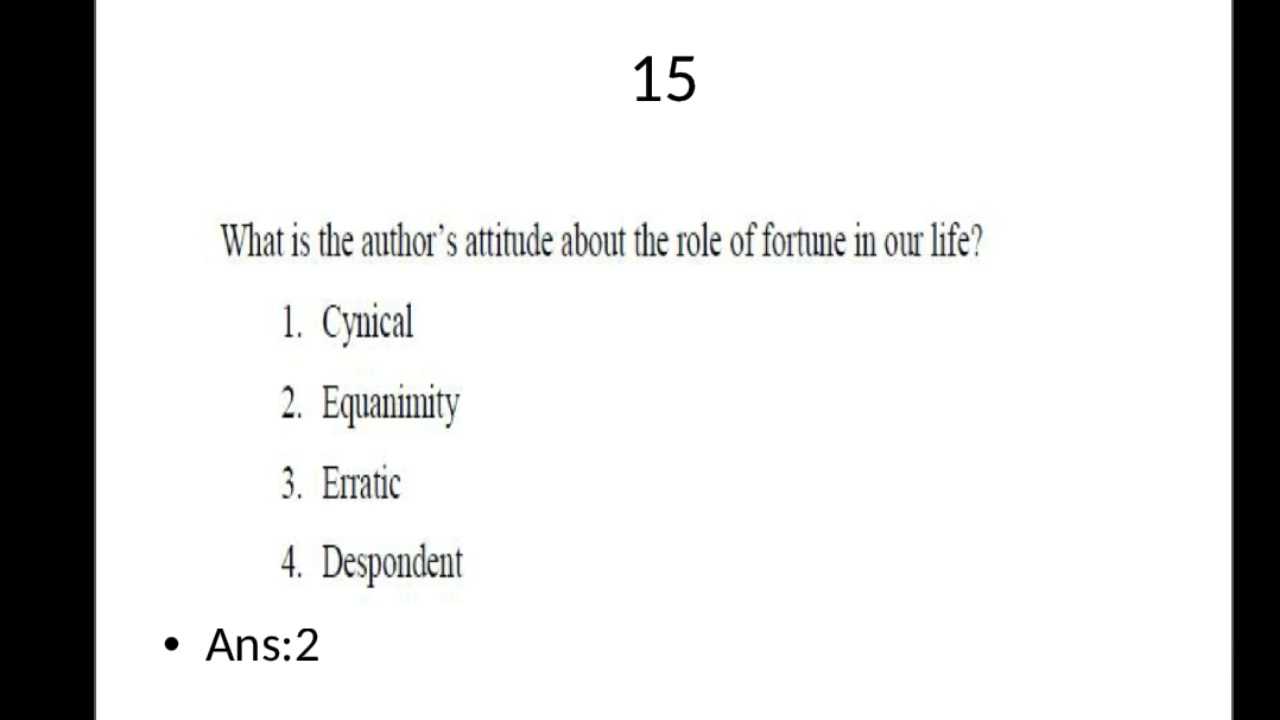 15
What is the author's attitude about the role of fortune in our life?
1. Cynical
2. Equanimity
3. Erratic
4. Despondent
• Ans:2